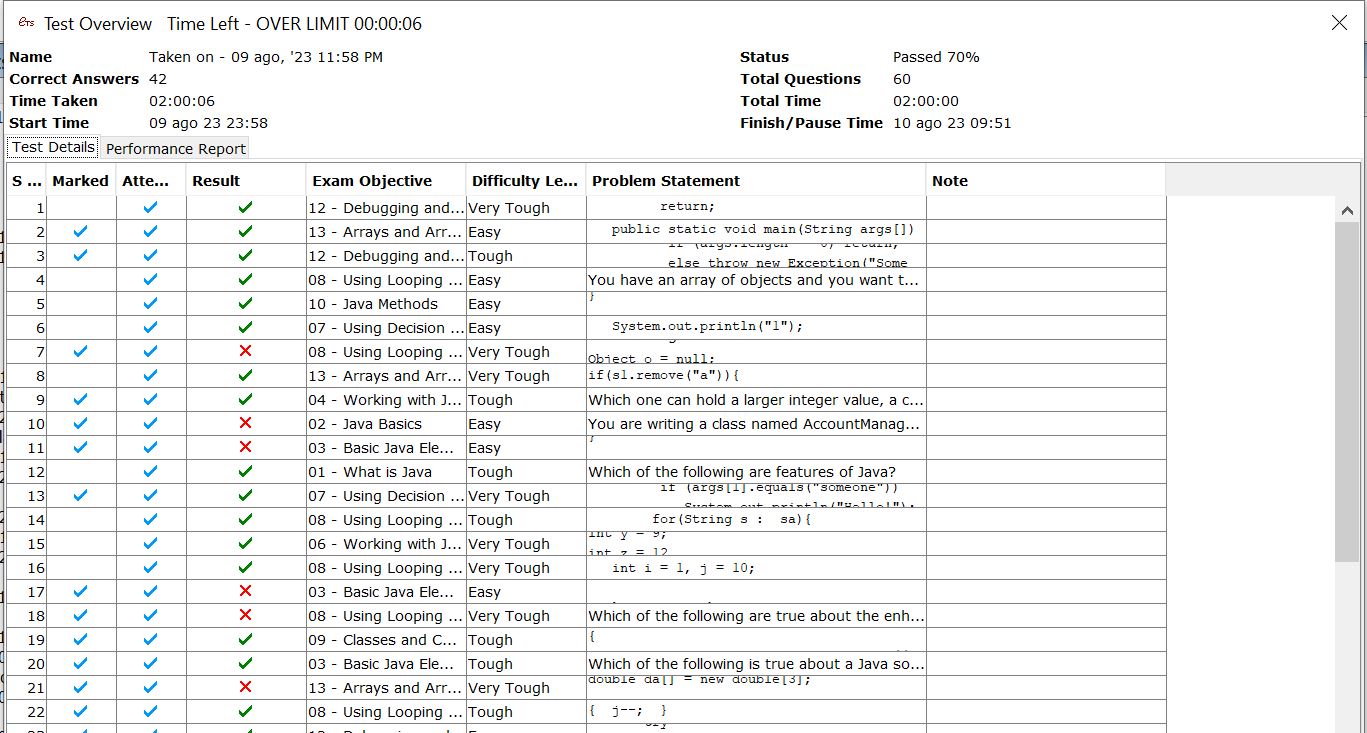 ETS Test Overview Time Left - OVER LIMIT 00:00:06
Name Taken on - 09 ago, '23 11:58 PM Status Passed 70%
Correct Answers 42 Total Questions 60
Time Taken 02:00:06 Total Time 02:00:00
Start Time 09 ago 23 23:58 Finish/Pause Time 10 ago 23 09:51
Test Details Performance Report
S ... Marked Atte... Result Exam Objective Difficulty Le... Problem Statement Note
1 12 - Debugging and... Very Tough return;
2 13 - Arrays and Arr... Easy public static void main(String args[])
3 12 - Debugging and... Tough if (args.length 0) return;
else throw new Exception("Some
4 08 - Using Looping ... Easy You have an array of objects and you want t...
5 10 - Java Methods Easy }
6 07 - Using Decision ... Easy System.out.println("1");
7 08 - Using Looping ... Very Tough Object o = null;
8 13 - Arrays and Arr... Very Tough if(sl.remove("a")){
9 04 - Working with J... Tough Which one can hold a larger integer value, a c...
10 02 - Java Basics Easy You are writing a class named AccountManag...
11 03 - Basic Java Ele... Easy }
12 01 - What is Java Tough Which of the following are features of Java?
13 07 - Using Decision ... Very Tough if (args[1].equals("someone"))
System.out.println("Hello!");
14 08 - Using Looping ... Tough for(String s : sa){
15 06 - Working with J... Very Tough int y = 9;
int z = 12
16 08 - Using Looping ... Very Tough int i = 1, j = 10;
17 03 - Basic Java Ele... Easy
18 08 - Using Looping ... Very Tough Which of the following are true about the enh...
19 09 - Classes and C... Tough {
20 03 - Basic Java Ele... Tough Which of the following is true about a Java so...
21 13 - Arrays and Arr... Very Tough double da[] = new double[3];
22 08 - Using Looping ... Tough { j--; }